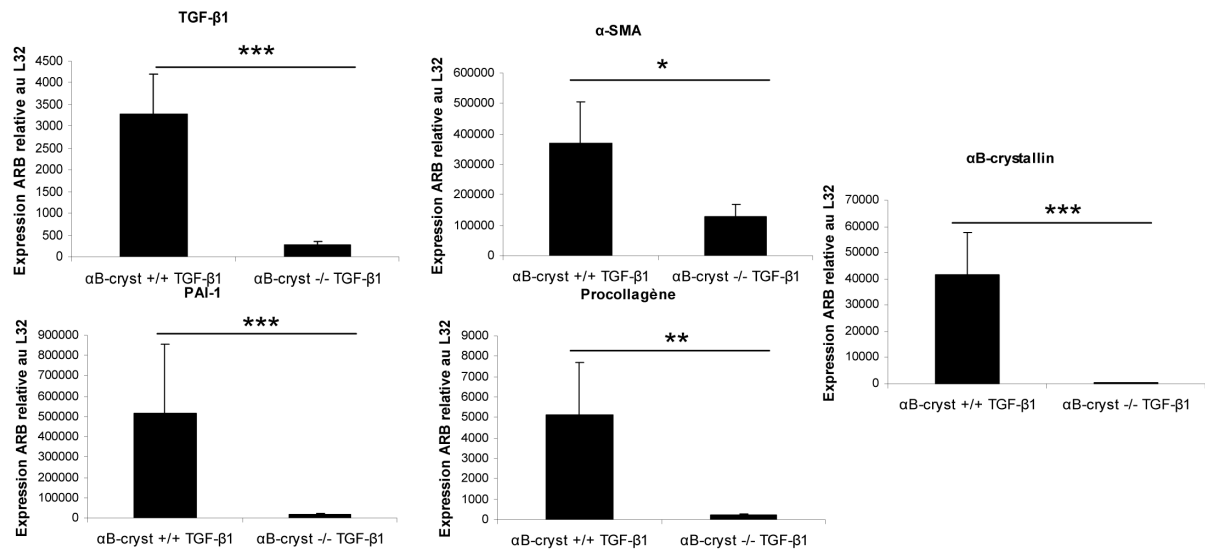 TGF-β1
Expression ARB relative au L32
4500
4000
3500
3000
2500
2000
1500
1000
500
0
***
αB-cryst +/+ TGF-β1
αB-cryst -/- TGF-β1
α-SMA
Expression ARB relative au L32
600000
500000
400000
300000
200000
100000
0
*
αB-cryst +/+ TGF-β1
αB-cryst -/- TGF-β1
αB-crystallin
Expression ARB relative au L32
70000
60000
50000
40000
30000
20000
10000
0
***
αB-cryst +/+ TGF-β1
αB-cryst -/- TGF-β1
PAI-1
Expression ARB relative au L32
900000
800000
700000
600000
500000
400000
300000
200000
100000
0
***
αB-cryst +/+ TGF-β1
αB-cryst -/- TGF-β1
Procollagène
Expression ARB relative au L32
9000
8000
7000
6000
5000
4000
3000
2000
1000
0
**
αB-cryst +/+ TGF-β1
αB-cryst -/- TGF-β1